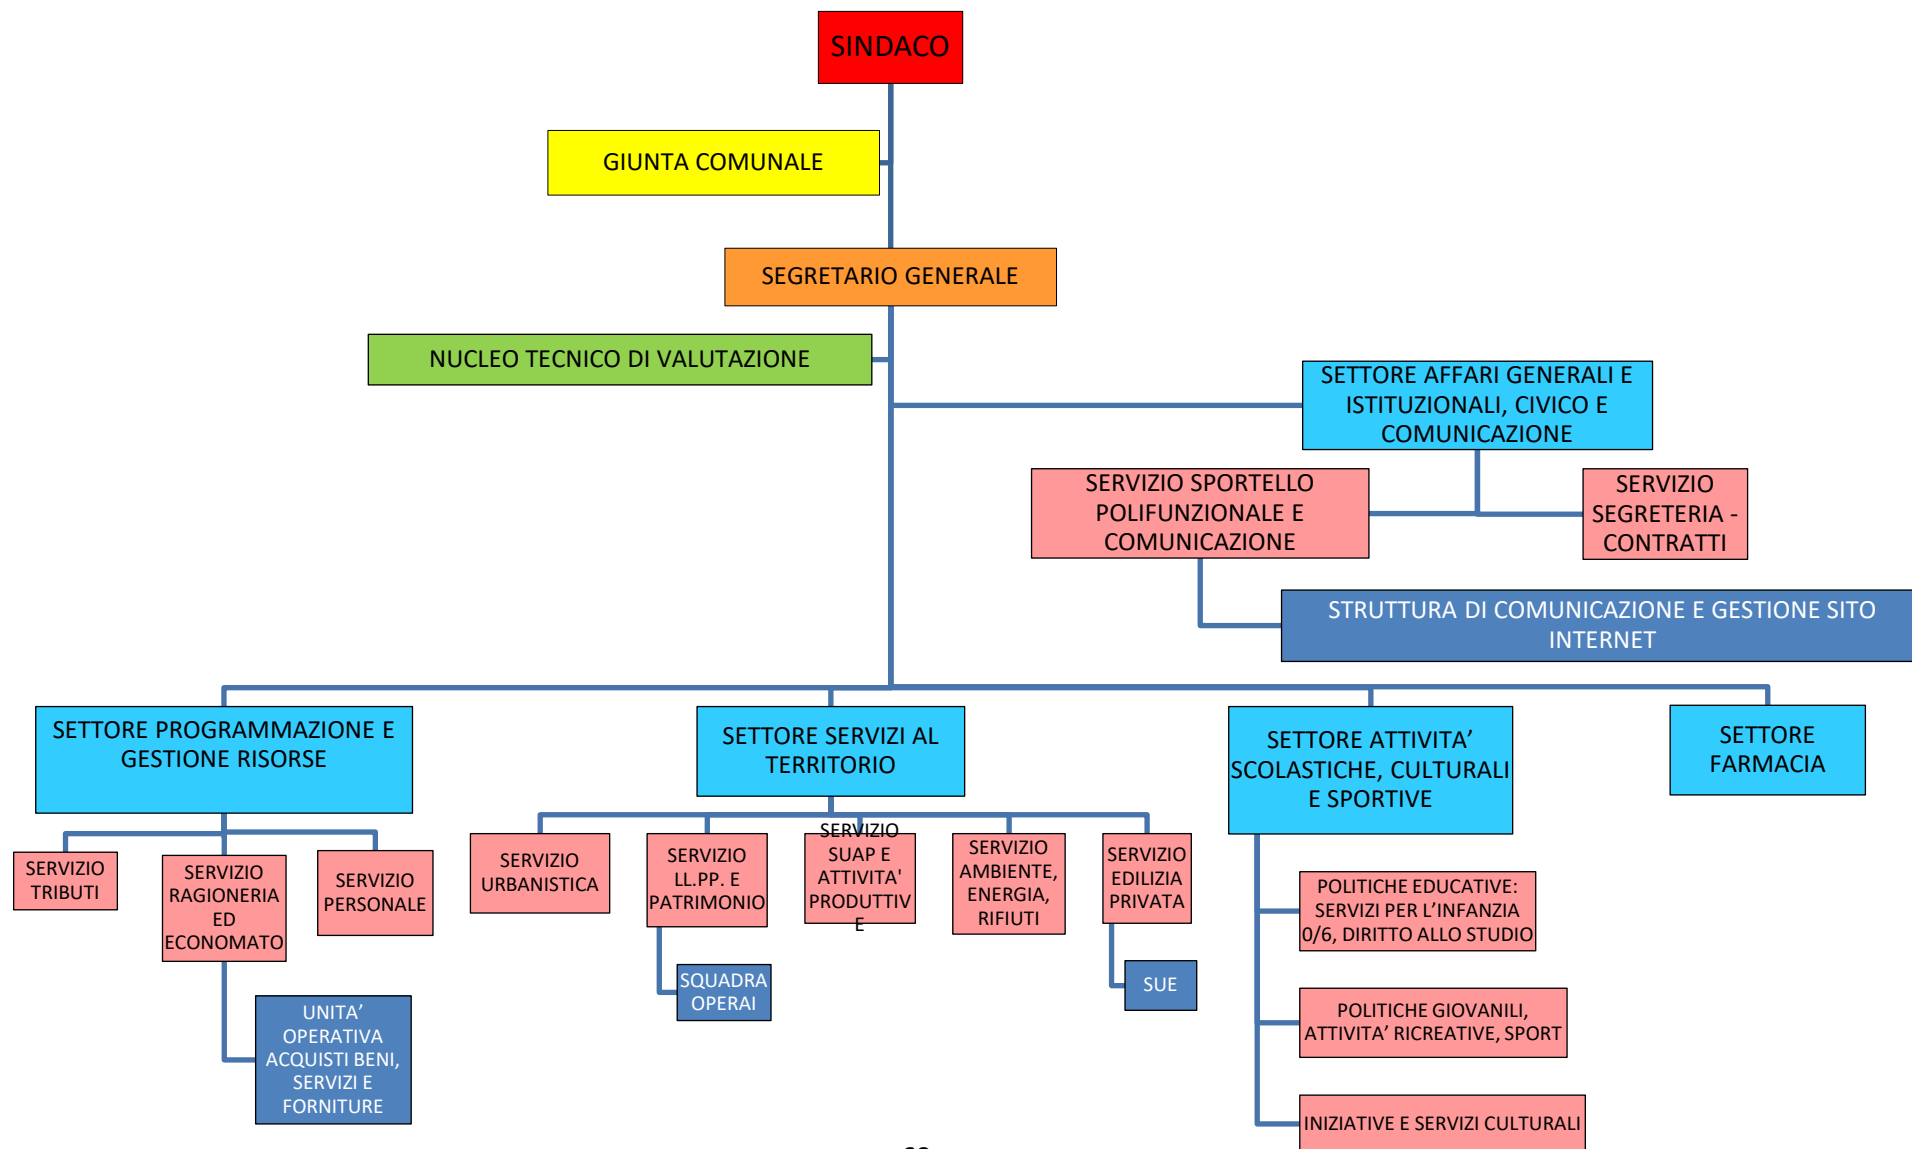 SINDACO
GIUNTA COMUNALE
SEGRETARIO GENERALE
NUCLEO TECNICO DI VALUTAZIONE
SETTORE AFFARI GENERALI E
ISTITUZIONALI, CIVICO E
COMUNICAZIONE
SERVIZIO SPORTELLO
POLIFUNZIONALE E
COMUNICAZIONE
SERVIZIO
SEGRETERIA -
CONTRATTI
STRUTTURA DI COMUNICAZIONE E GESTIONE SITO
INTERNET
SETTORE PROGRAMMAZIONE E
GESTIONE RISORSE
SETTORE SERVIZI AL
TERRITORIO
SETTORE ATTIVITA’
SCOLASTICHE, CULTURALI
E SPORTIVE
SETTORE
FARMACIA
SERVIZIO
TRIBUTI
SERVIZIO
RAGIONERIA
ED
ECONOMATO
SERVIZIO
PERSONALE
SERVIZIO
URBANISTICA
SERVIZIO
LL.PP. E
PATRIMONIO
SERVIZIO
SUAP E
ATTIVITA'
PRODUTTIV
E
SERVIZIO
AMBIENTE,
ENERGIA,
RIFIUTI
SERVIZIO
EDILIZIA
PRIVATA
UNITA’
OPERATIVA
ACQUISTI BENI,
SERVIZI E
FORNITURE
SQUADRA
OPERAI
SUE
POLITICHE EDUCATIVE:
SERVIZI PER L’INFANZIA
0/6, DIRITTO ALLO STUDIO
POLITICHE GIOVANILI,
ATTIVITA’ RICREATIVE, SPORT
INIZIATIVE E SERVIZI CULTURALI